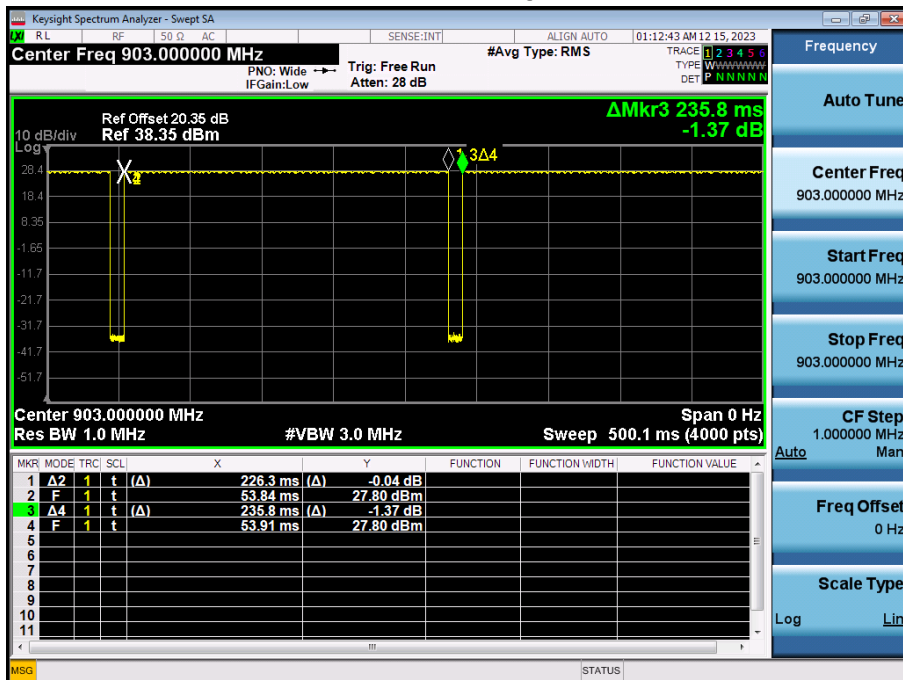 Keysight Spectrum Analyzer - Swept SA
LXI RL RF 50 Ω AC SENSE:INT ALIGN AUTO 01:12:43 AM 12 15, 2023
Center Freq 903.000000 MHz #Avg Type: RMS TRACE 1 2 3 4 5 6
PNO: Wide Trig: Free Run TYPE WWWWWW
IFGain:Low Atten: 28 dB DET P N N N N N
Frequency
Auto Tune
Center Freq
903.000000 MHz
Start Freq
903.000000 MHz
Stop Freq
903.000000 MHz
CF Step
1.000000 MHz
Auto Man
Freq Offset
0 Hz
Scale Type
Log Lin
ΔMkr3 235.8 ms
-1.37 dB
Ref Offset 20.35 dB
10 dB/div Ref 38.35 dBm
Log
3Δ4
28.4
18.4
8.35
-1.65
-11.7
-21.7
-31.7
-41.7
-51.7
Center 903.000000 MHz Span 0 Hz
Res BW 1.0 MHz #VBW 3.0 MHz Sweep 500.1 ms (4000 pts)
MKR MODE TRC SCL X Y FUNCTION FUNCTION WIDTH FUNCTION VALUE
1 Δ2 1 t (Δ) 226.3 ms (Δ) -0.04 dB
2 F 1 t 53.84 ms 27.80 dBm
3 Δ4 1 t (Δ) 235.8 ms (Δ) -1.37 dB
4 F 1 t 53.91 ms 27.80 dBm
5
6
7
8
9
10
11
MSG STATUS